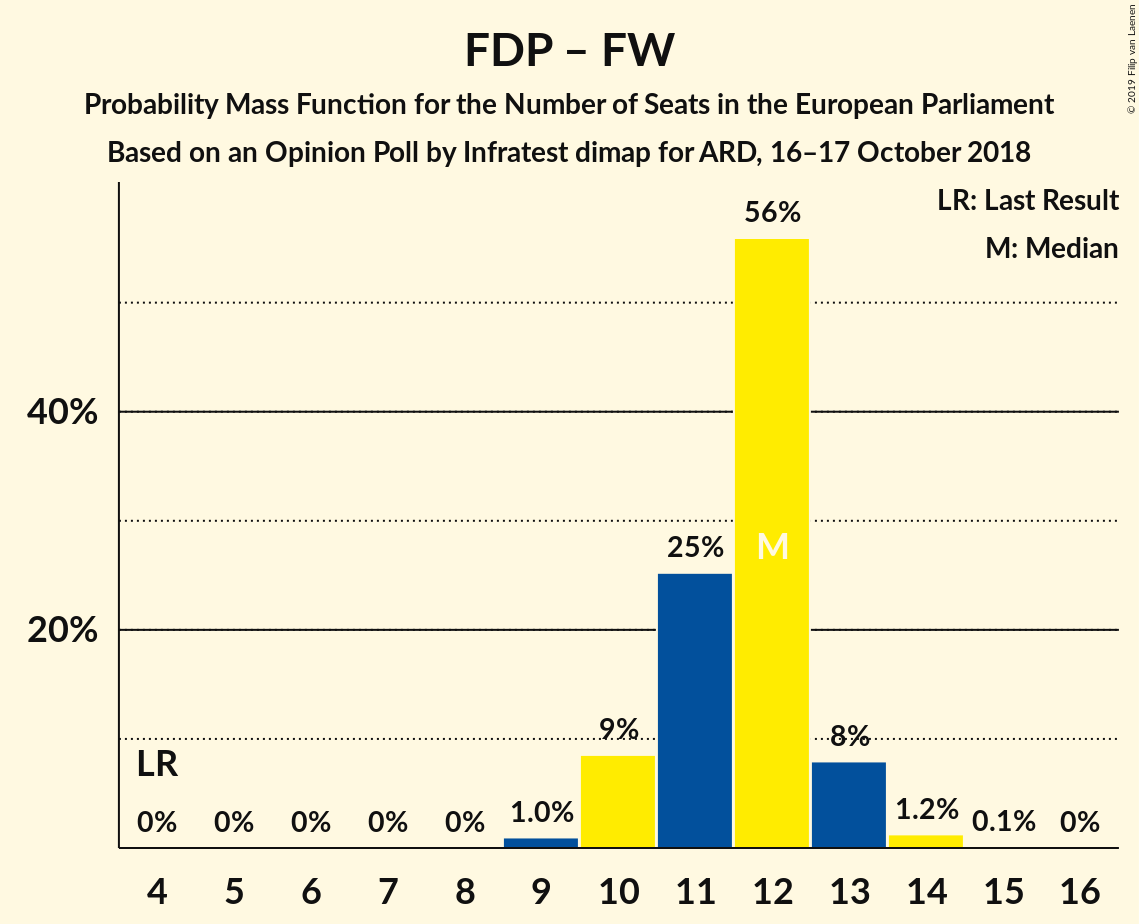 FDP – FW
Probability Mass Function for the Number of Seats in the European Parliament
Based on an Opinion Poll by Infratest dimap for ARD, 16–17 October 2018
© 2019 Filip van Laenen
LR: Last Result
M: Median
56%
40%
M
25%
20%
9%
8%
LR
1.2%
1.0%
0% 0% 0% 0% 0% 0.1% 0%
4 5 6 7 8 9 10 11 12 13 14 15 16